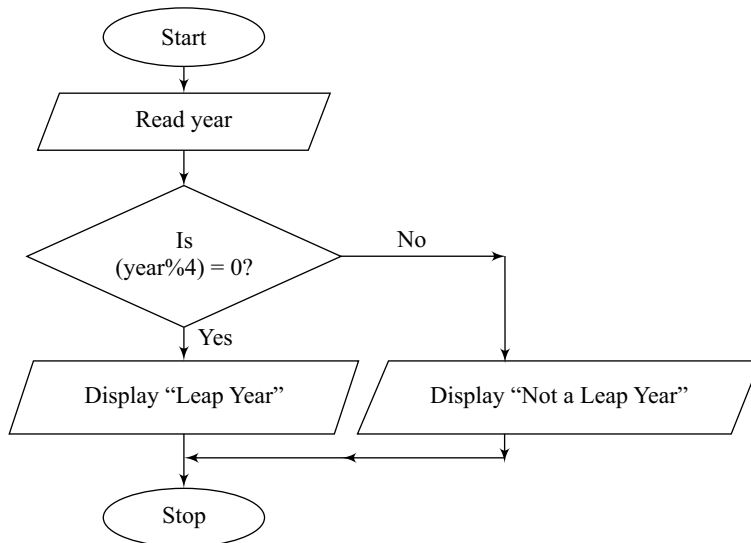 Start
Read year
Is
(year%4) = 0?
No
Yes
Display “Leap Year”
Display “Not a Leap Year”
Stop